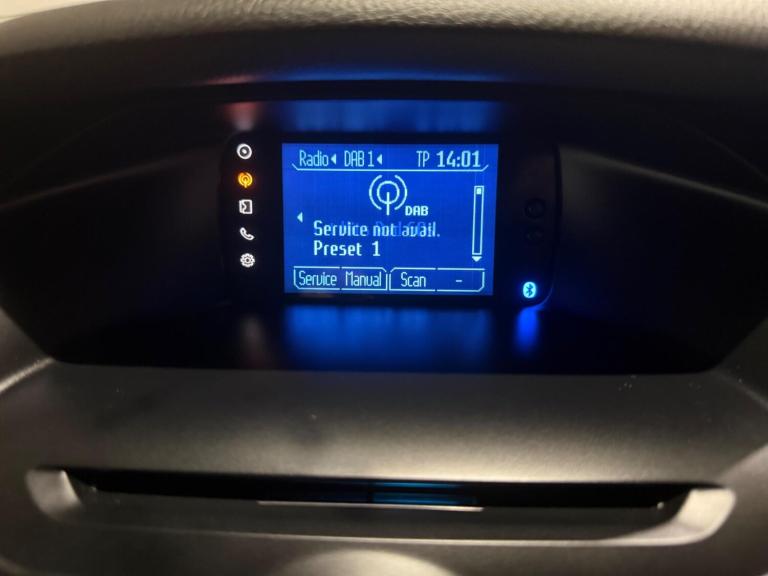 Radio DAB 1 TP 14:01
DAB
Service not avail.
Preset 1
Service Manual Scan -